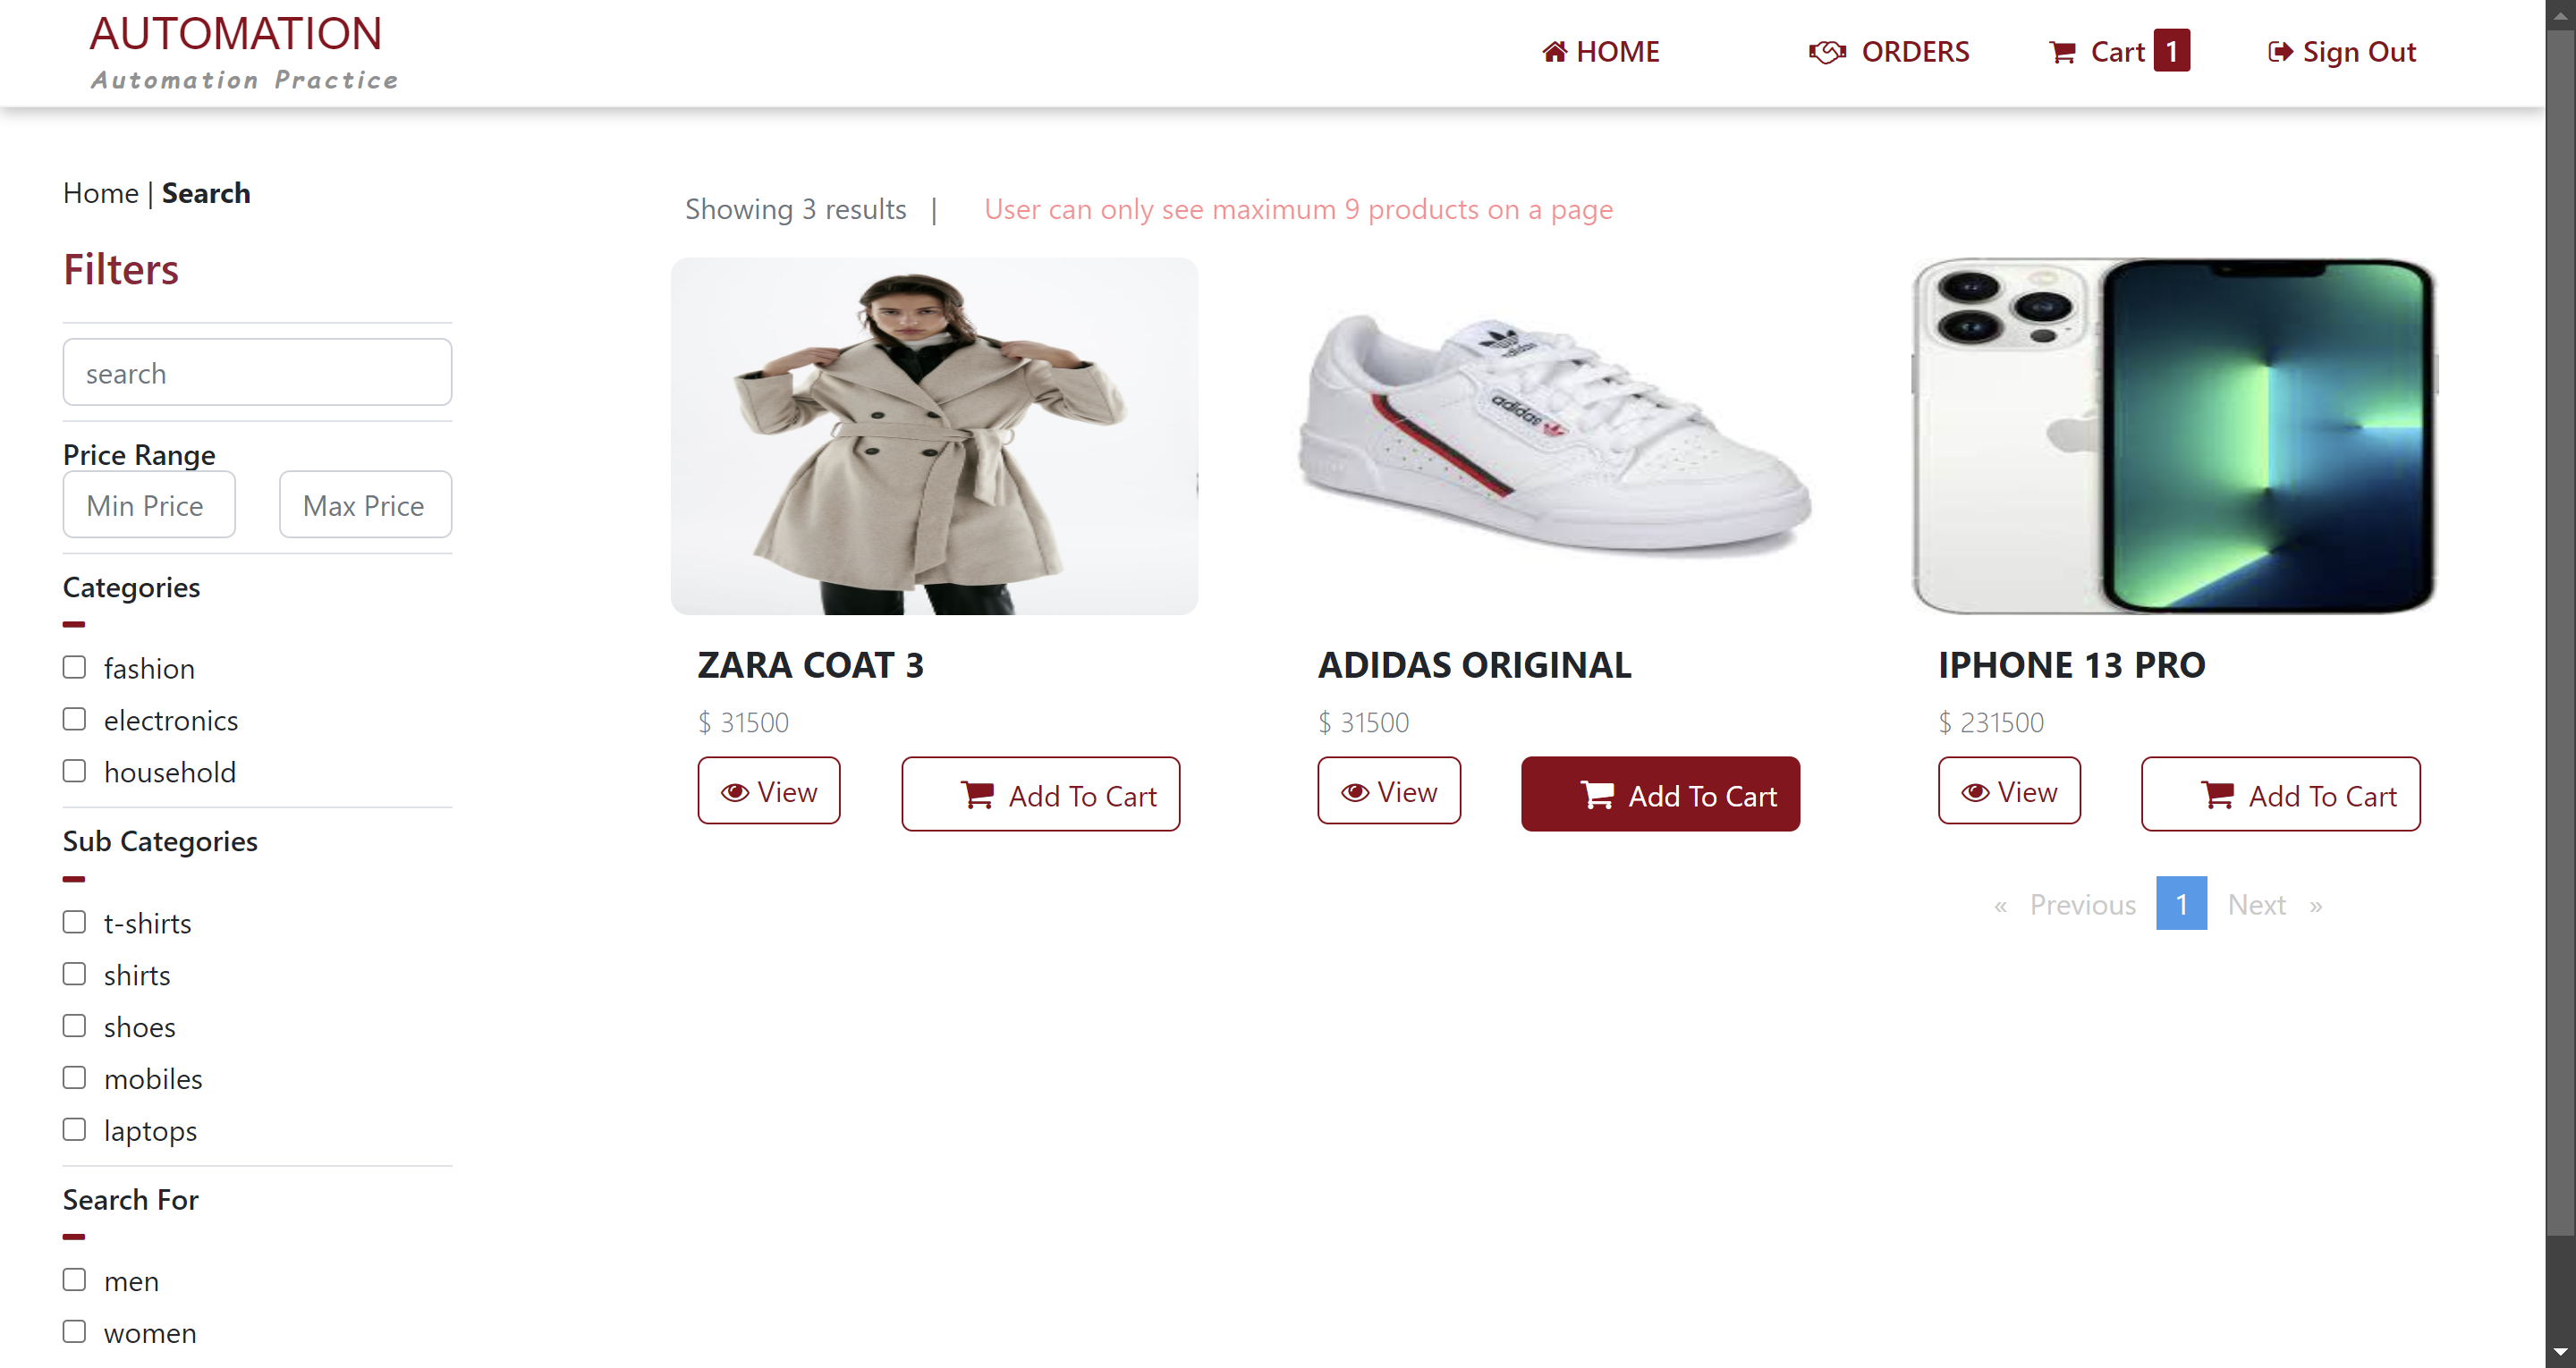 AUTOMATION
Automation Practice
HOME
ORDERS
Cart 1
Sign Out
Home | Search
Showing 3 results |
User can only see maximum 9 products on a page
Filters
search
Price Range
Min Price
Max Price
Categories
fashion
electronics
household
Sub Categories
t-shirts
shirts
shoes
mobiles
laptops
Search For
men
women
adidas
adidas
ZARA COAT 3
$ 31500
View
Add To Cart
ADIDAS ORIGINAL
$ 31500
View
Add To Cart
IPHONE 13 PRO
$ 231500
View
Add To Cart
« Previous 1 Next »